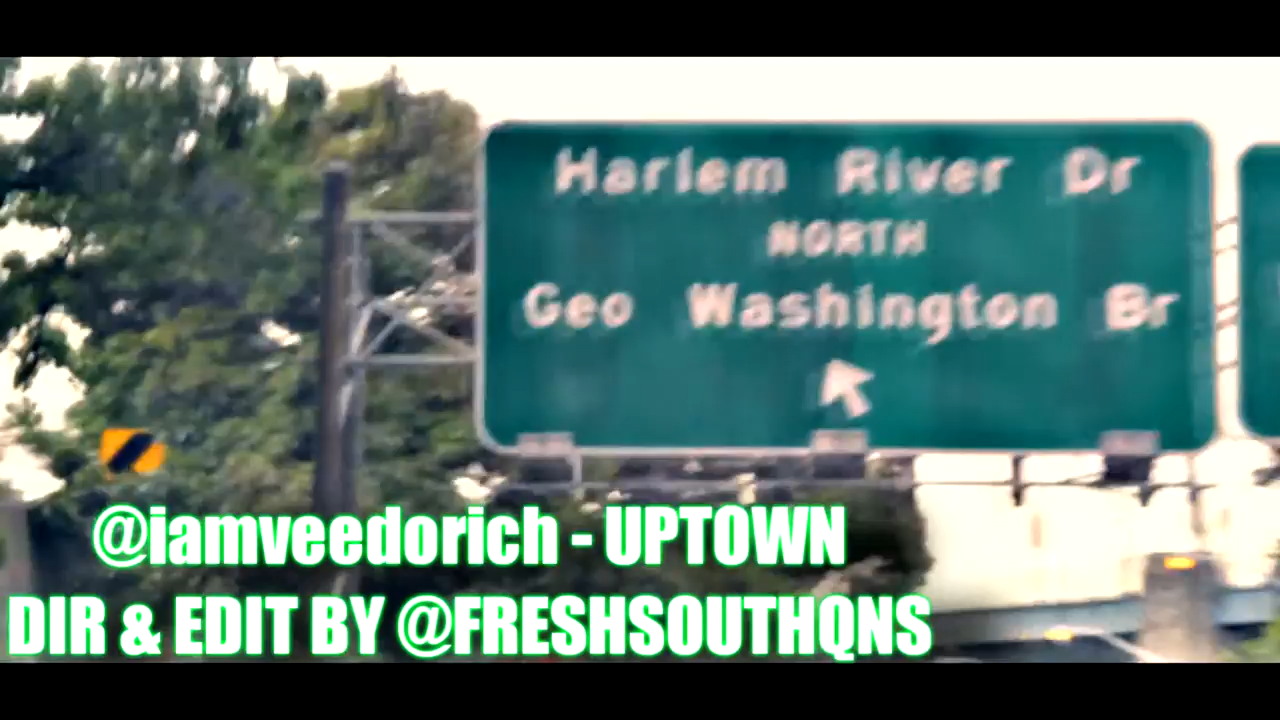 Harlem River Dr
NORTH
Geo Washington Br
@iamveedorich - UPTOWN
DIR & EDIT BY @FRESHSOUTHQNS